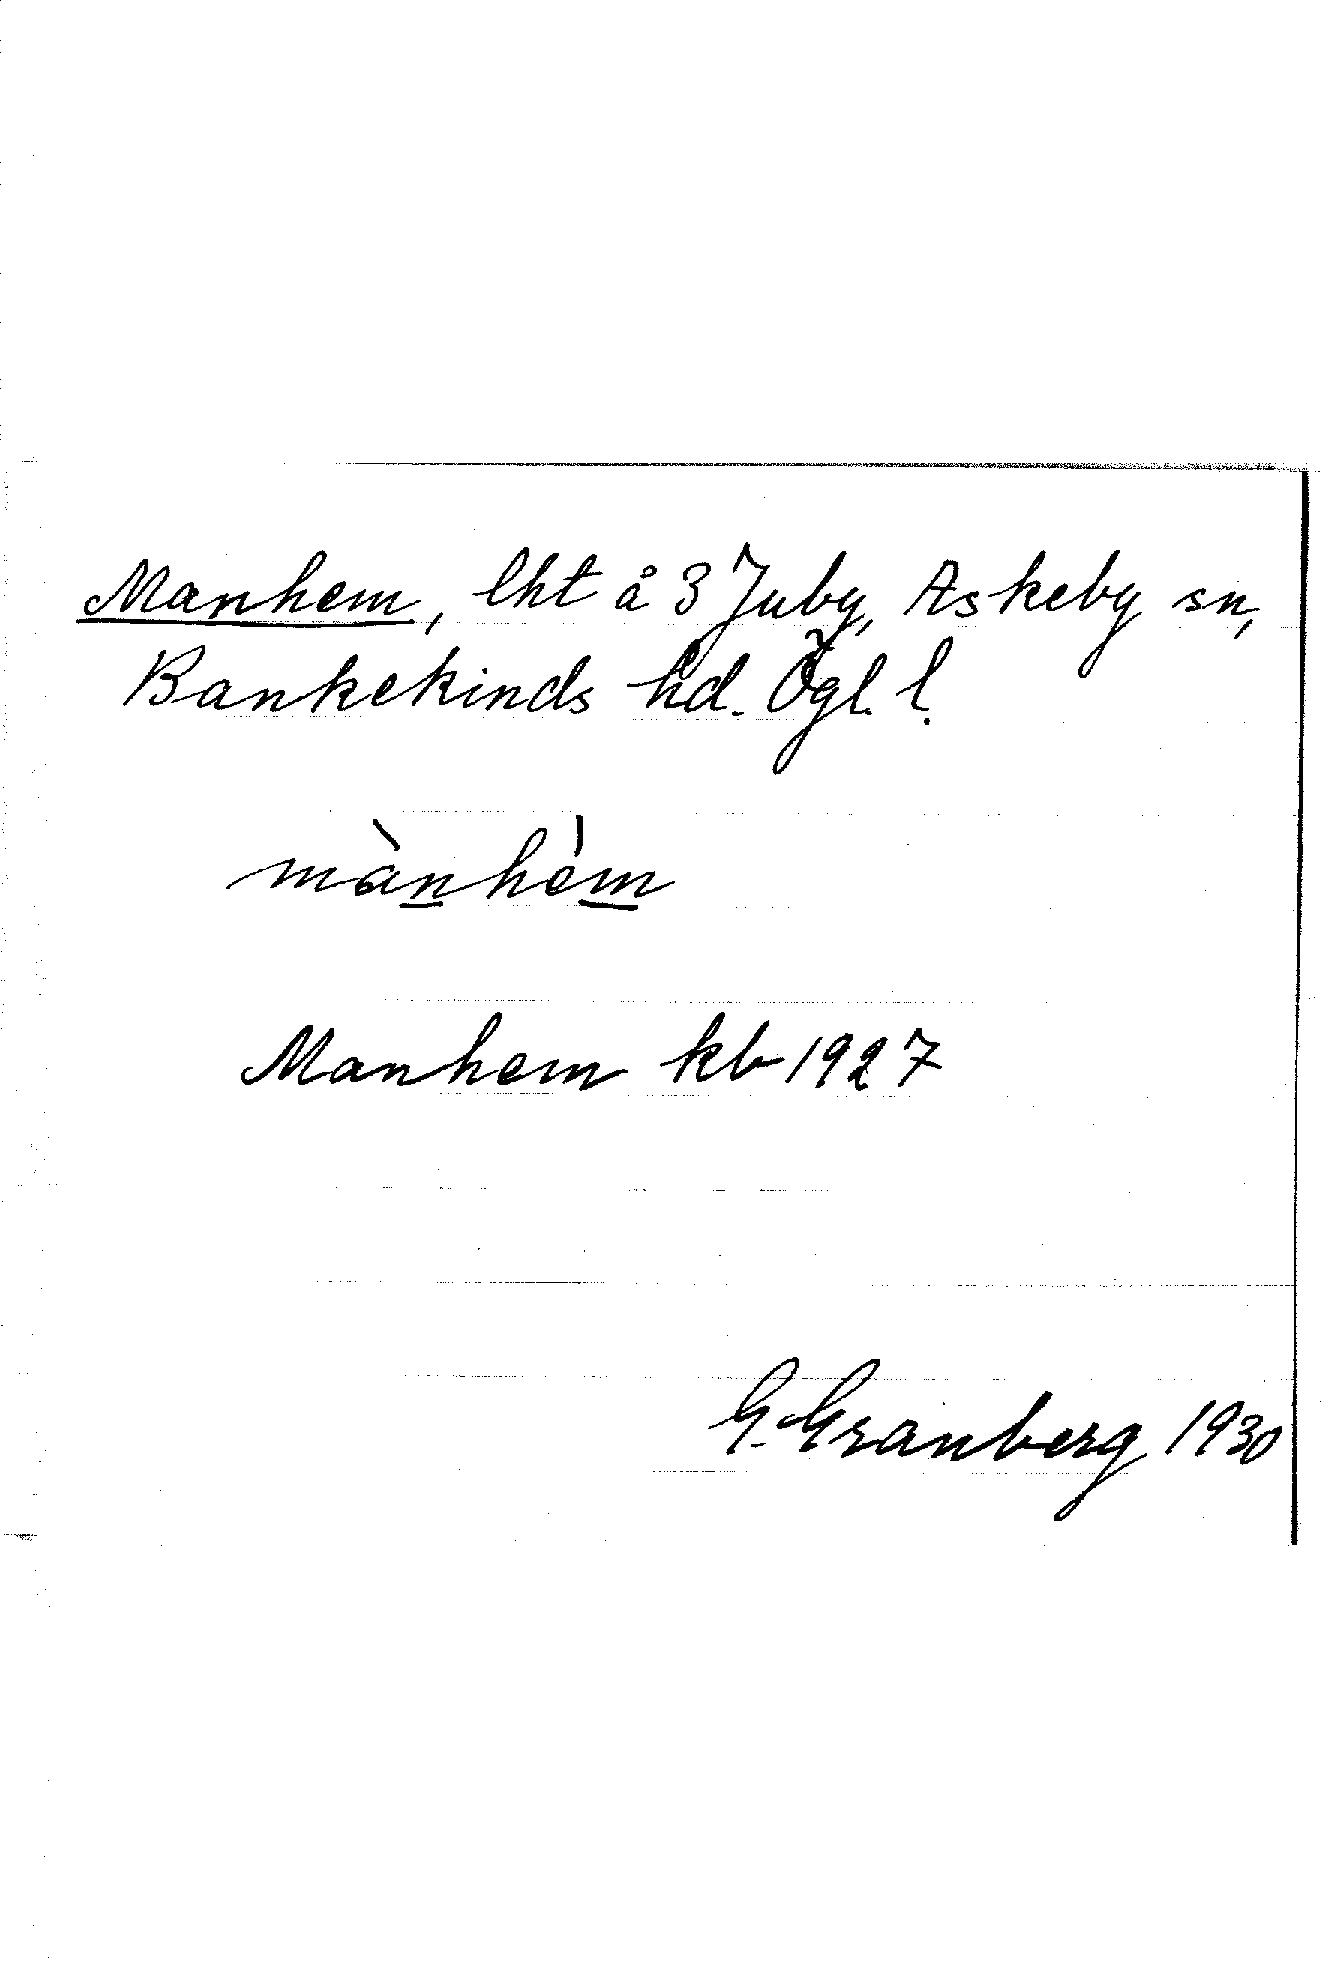 Manhem, lht å 3 Juby, Askeby sn,
Bankekinds hd. Ögl. l.
mànhèm
Manhem kb 1927
G. Granberg 1930